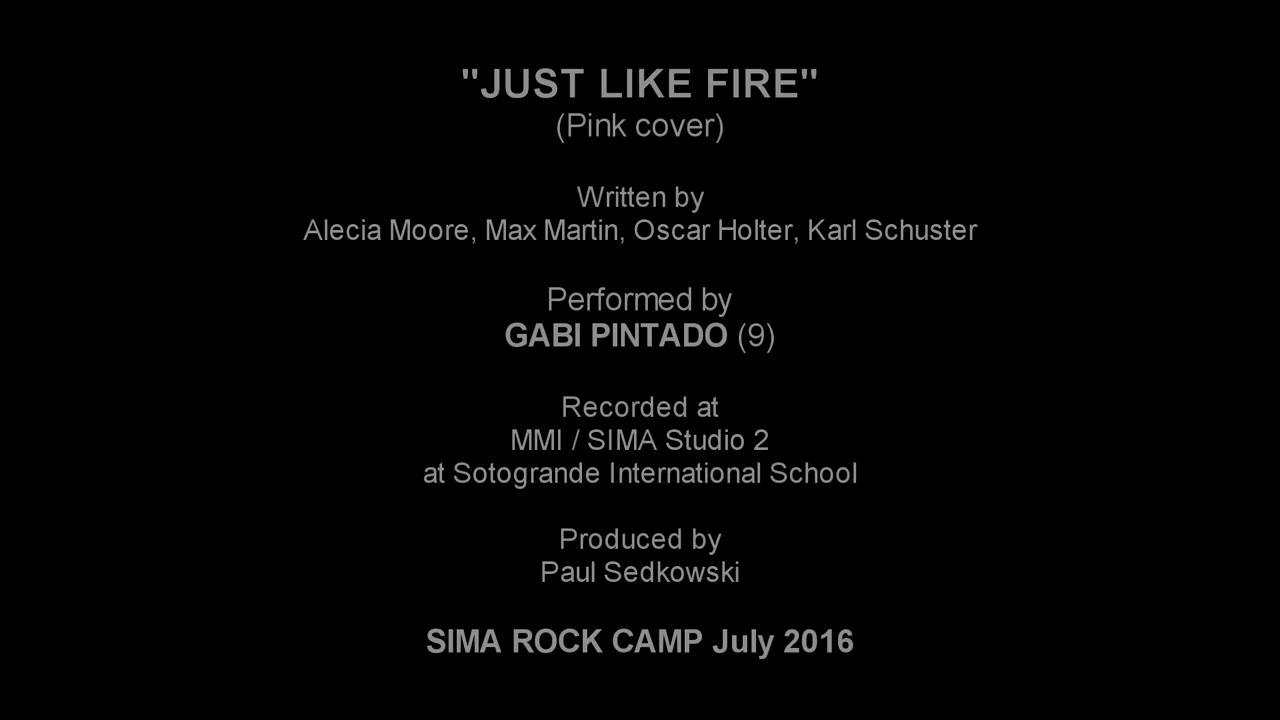 "JUST LIKE FIRE"
(Pink cover)
Written by
Alecia Moore, Max Martin, Oscar Holter, Karl Schuster
Performed by
GABI PINTADO (9)
Recorded at
MMI / SIMA Studio 2
at Sotogrande International School
Produced by
Paul Sedkowski
SIMA ROCK CAMP July 2016